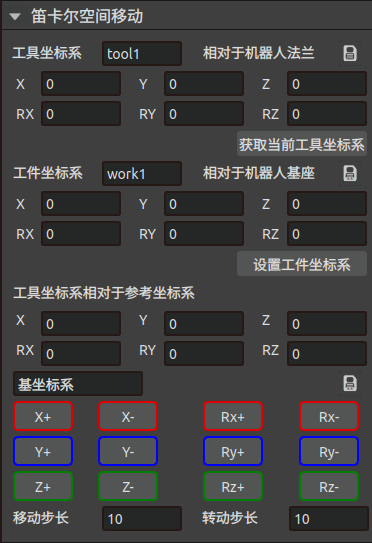 笛卡尔空间移动
工具坐标系 tool1 相对于机器人法兰
X 0 Y 0 Z 0
RX 0 RY 0 RZ 0
获取当前工具坐标系
工件坐标系 work1 相对于机器人基座
X 0 Y 0 Z 0
RX 0 RY 0 RZ 0
设置工件坐标系
工具坐标系相对于参考坐标系
X 0 Y 0 Z 0
RX 0 RY 0 RZ 0
基坐标系
X+ X- Rx+ Rx-
Y+ Y- Ry+ Ry-
Z+ Z- Rz+ Rz-
移动步长 10 转动步长 10